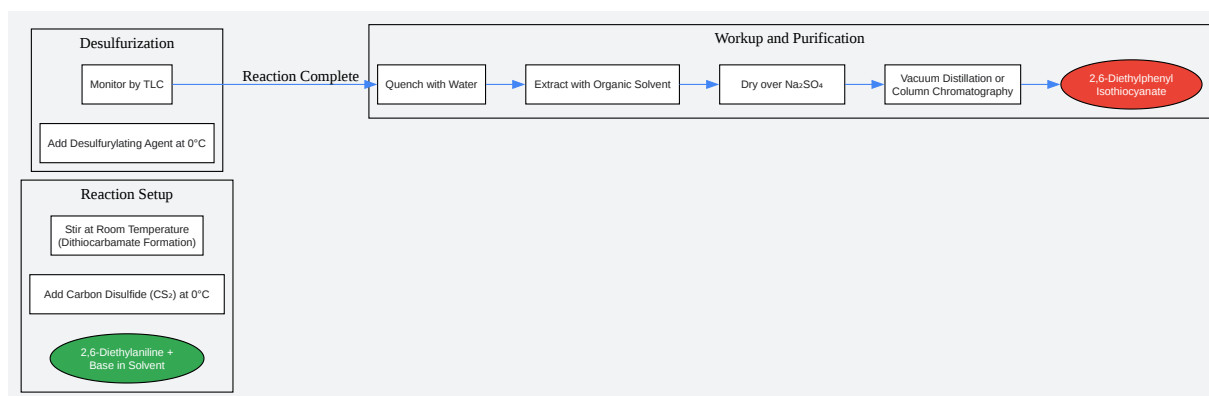 Desulfurization
Monitor by TLC
Add Desulfurylating Agent at 0°C
Reaction Complete
Workup and Purification
Quench with Water
Extract with Organic Solvent
Dry over Na₂SO₄
Vacuum Distillation or
Column Chromatography
2,6-Diethylphenyl
Isothiocyanate
Reaction Setup
Stir at Room Temperature
(Dithiocarbamate Formation)
Add Carbon Disulfide (CS₂) at 0°C
2,6-Diethylaniline +
Base in Solvent